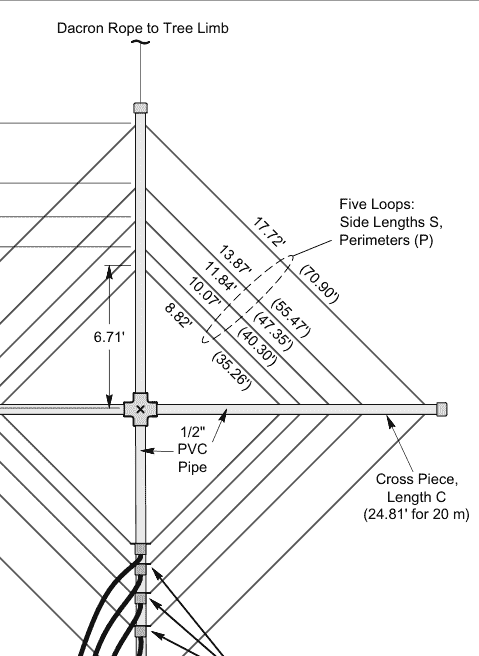 Dacron Rope to Tree Limb
Five Loops:
Side Lengths S,
Perimeters (P)
17.72'
(70.90')
13.87'
(55.47')
11.84'
(47.35')
10.07'
(40.30')
8.82'
(35.26')
6.71'
1/2"
PVC
Pipe
Cross Piece,
Length C
(24.81' for 20 m)